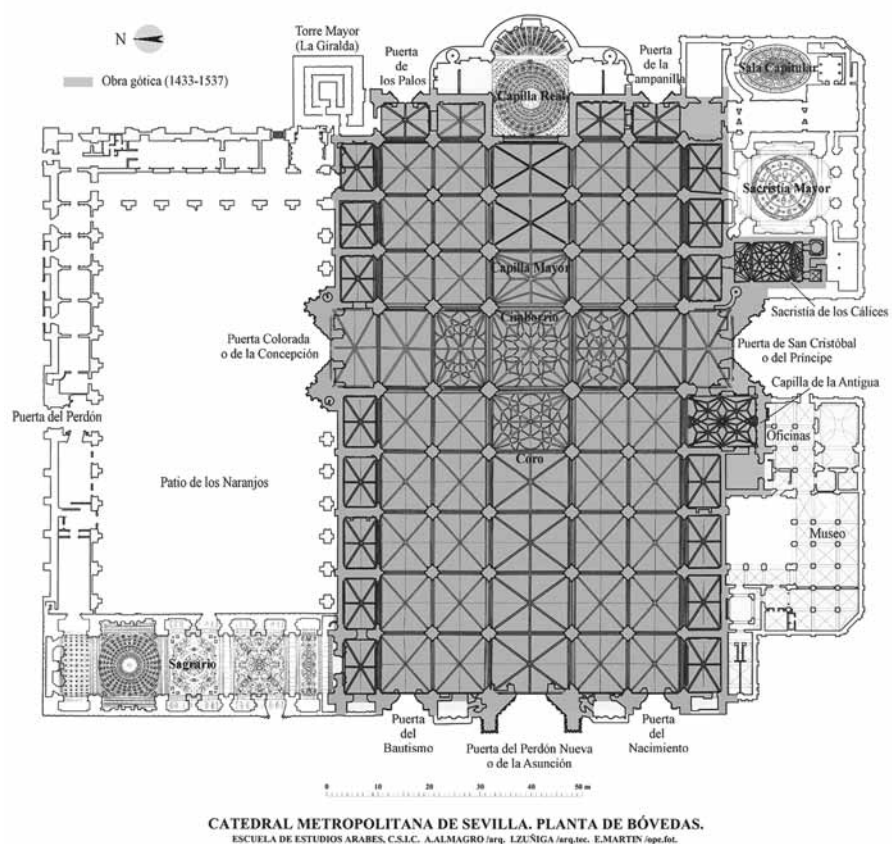 N
Obra gótica (1433-1537)
Torre Mayor
(La Giralda)
Puerta
de
los Palos
Puerta
de la
Campanilla
Capilla Real
Sala Capitular
Sacristía Mayor
Capilla Mayor
Sacristía de los Cálices
Cimborrio
Puerta Colorada
o de la Concepción
Puerta de San Cristóbal
o del Príncipe
Capilla de la Antigua
Puerta del Perdón
Oficinas
Coro
Patio de los Naranjos
Museo
Sagrario
Puerta
del
Bautismo
Puerta del Perdón Nueva
o de la Asunción
Puerta
del
Nacimiento
0 10 20 30 40 50 m
CATEDRAL METROPOLITANA DE SEVILLA. PLANTA DE BÓVEDAS.
ESCUELA DE ESTUDIOS ARABES, C.S.I.C. A.ALMAGRO /arq. I.ZUÑIGA /arq.tec. E.MARTIN /ope.fot.